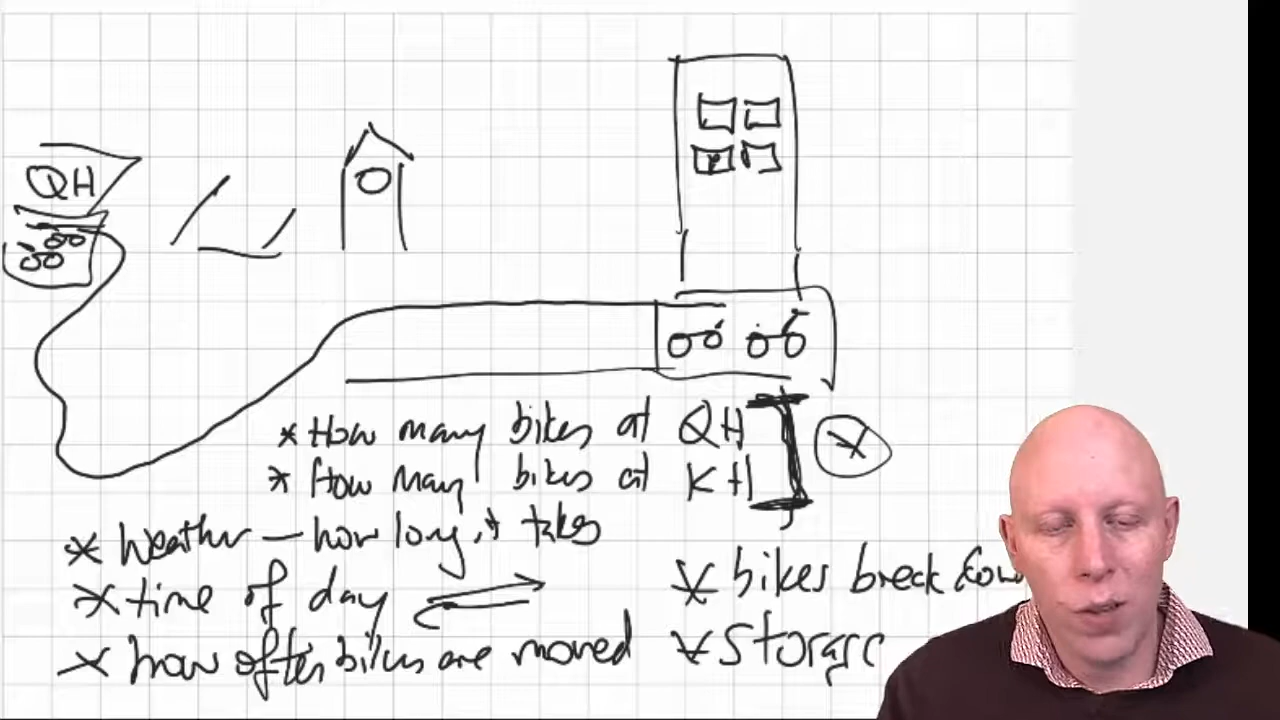 QH
* How many bikes at QH
* How many bikes at KH
* Weather — how long it takes
* time of day
* how often bikes are moved
* bikes break down
* Storage